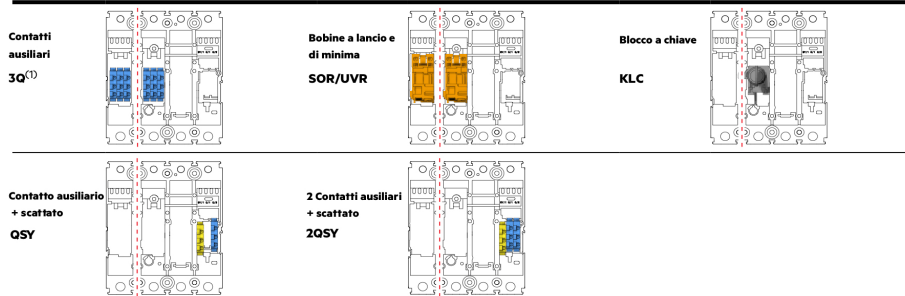 Contatti
ausiliari
3Q(1)
Bobine a lancio e
di minima
SOR/UVR
Blocco a chiave
KLC
Contatto ausiliario
+ scattato
QSY
2 Contatti ausiliari
+ scattato
2QSY